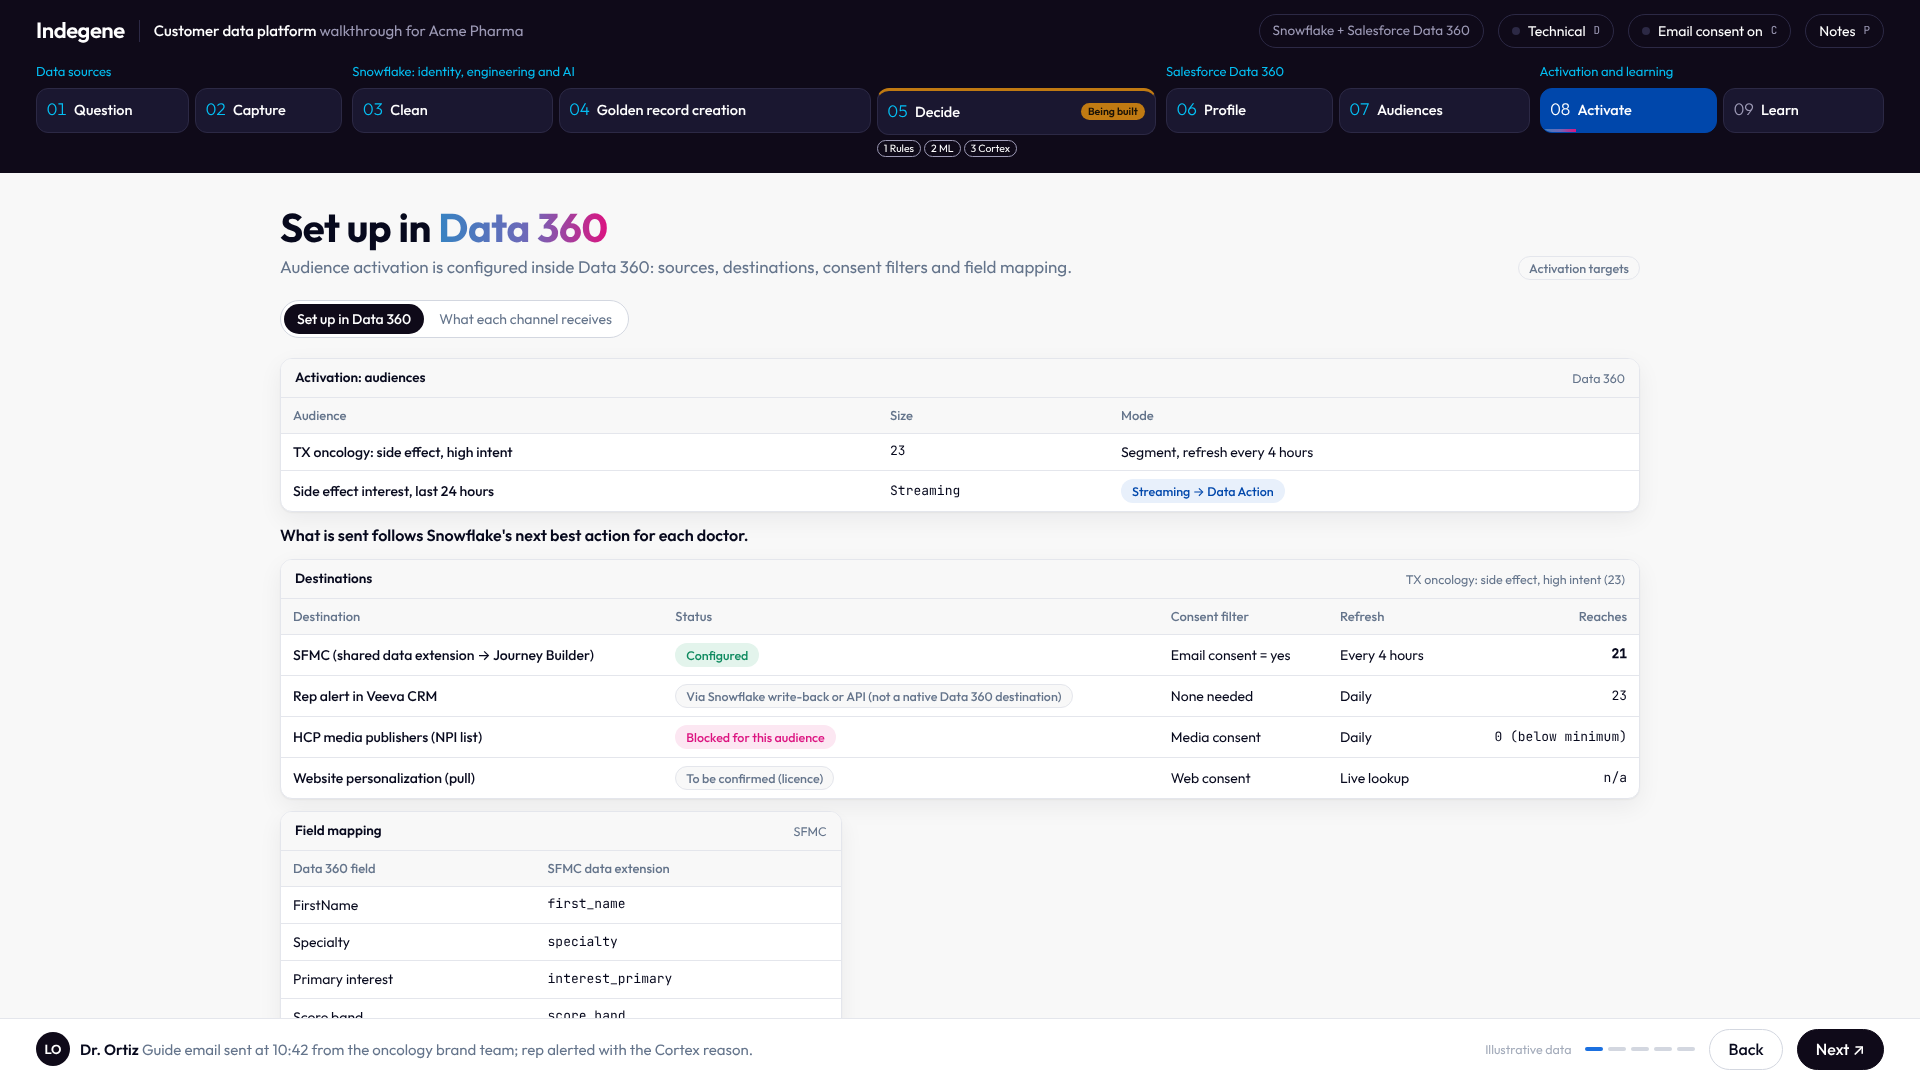 Indegene
Customer data platform walkthrough for Acme Pharma
Snowflake + Salesforce Data 360
Technical D
Email consent on C
Notes P
Data sources
Snowflake: identity, engineering and AI
Salesforce Data 360
Activation and learning
01 Question
02 Capture
03 Clean
04 Golden record creation
05 Decide
Being built
06 Profile
07 Audiences
08 Activate
09 Learn
1 Rules
2 ML
3 Cortex
Set up in Data 360
Audience activation is configured inside Data 360: sources, destinations, consent filters and field mapping.
Activation targets
Set up in Data 360
What each channel receives
Activation: audiences
Data 360
Audience Size Mode
TX oncology: side effect, high intent 23 Segment, refresh every 4 hours
Side effect interest, last 24 hours Streaming Streaming → Data Action
What is sent follows Snowflake's next best action for each doctor.
Destinations
TX oncology: side effect, high intent (23)
Destination Status Consent filter Refresh Reaches
SFMC (shared data extension → Journey Builder) Configured Email consent = yes Every 4 hours 21
Rep alert in Veeva CRM Via Snowflake write-back or API (not a native Data 360 destination) None needed Daily 23
HCP media publishers (NPI list) Blocked for this audience Media consent Daily 0 (below minimum)
Website personalization (pull) To be confirmed (licence) Web consent Live lookup n/a
Field mapping
SFMC
Data 360 field SFMC data extension
FirstName first_name
Specialty specialty
Primary interest interest_primary
Score band score_band
LO
Dr. Ortiz Guide email sent at 10:42 from the oncology brand team; rep alerted with the Cortex reason.
Illustrative data
Back
Next ↗